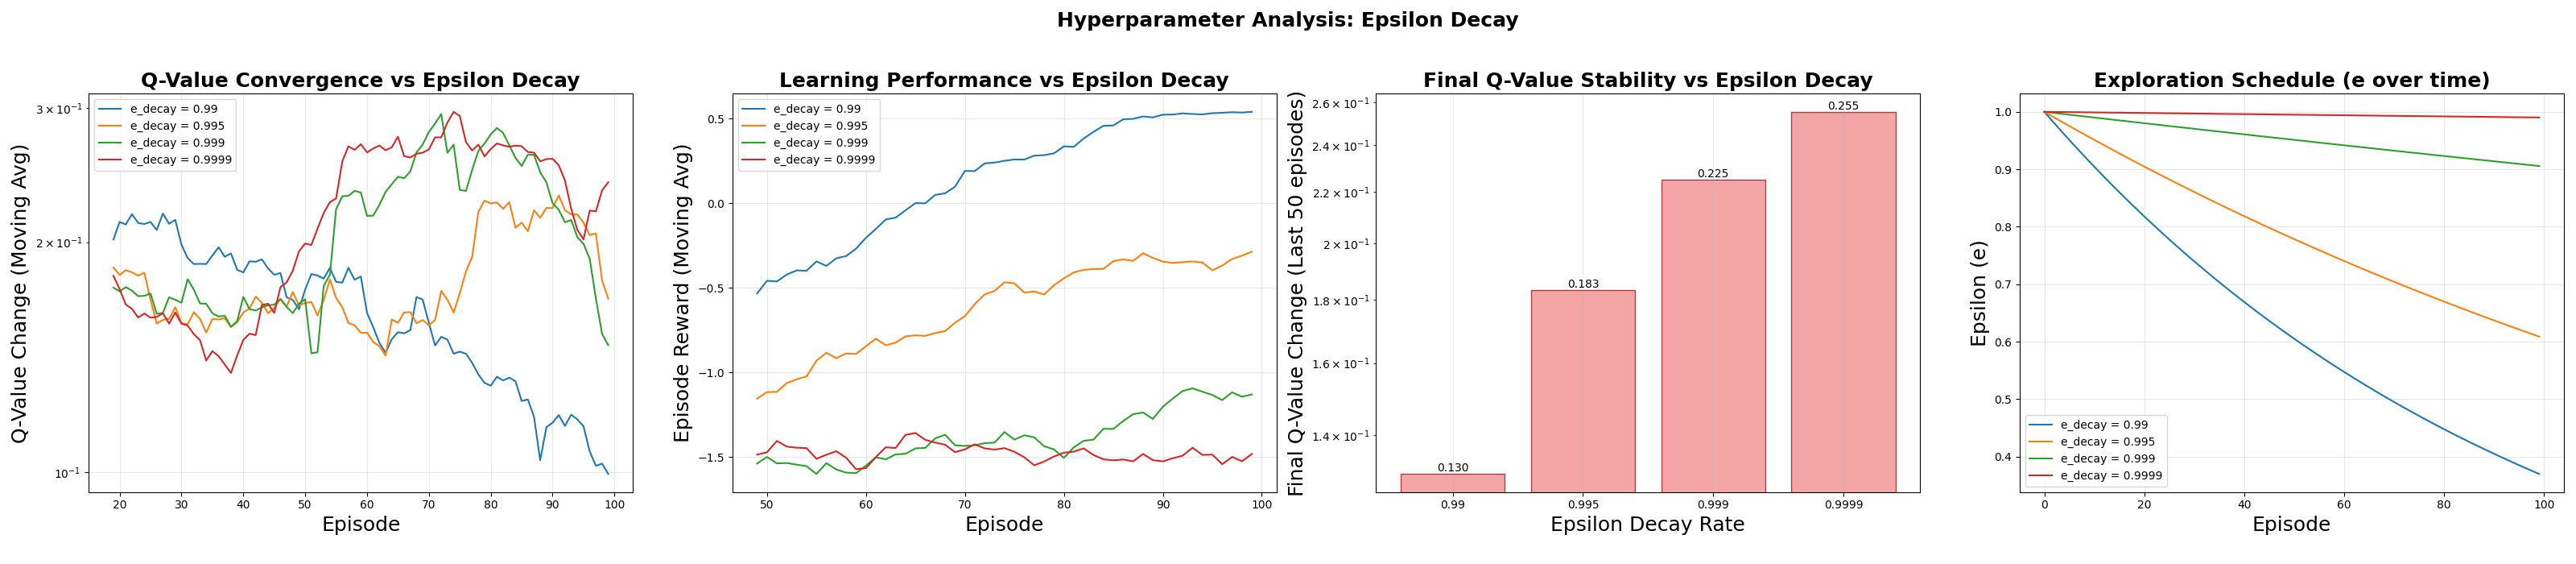 Hyperparameter Analysis: Epsilon Decay
Q-Value Convergence vs Epsilon Decay
Q-Value Change (Moving Avg)
3 × 10⁻¹
2 × 10⁻¹
10⁻¹
e_decay = 0.99
e_decay = 0.995
e_decay = 0.999
e_decay = 0.9999
20 30 40 50 60 70 80 90 100
Episode
Learning Performance vs Epsilon Decay
Episode Reward (Moving Avg)
0.5
0.0
−0.5
−1.0
−1.5
e_decay = 0.99
e_decay = 0.995
e_decay = 0.999
e_decay = 0.9999
50 60 70 80 90 100
Episode
Final Q-Value Stability vs Epsilon Decay
Final Q-Value Change (Last 50 episodes)
2.6 × 10⁻¹
2.4 × 10⁻¹
2.2 × 10⁻¹
2 × 10⁻¹
1.8 × 10⁻¹
1.6 × 10⁻¹
1.4 × 10⁻¹
0.130
0.183
0.225
0.255
0.99 0.995 0.999 0.9999
Epsilon Decay Rate
Exploration Schedule (e over time)
Epsilon (e)
1.0
0.9
0.8
0.7
0.6
0.5
0.4
e_decay = 0.99
e_decay = 0.995
e_decay = 0.999
e_decay = 0.9999
0 20 40 60 80 100
Episode